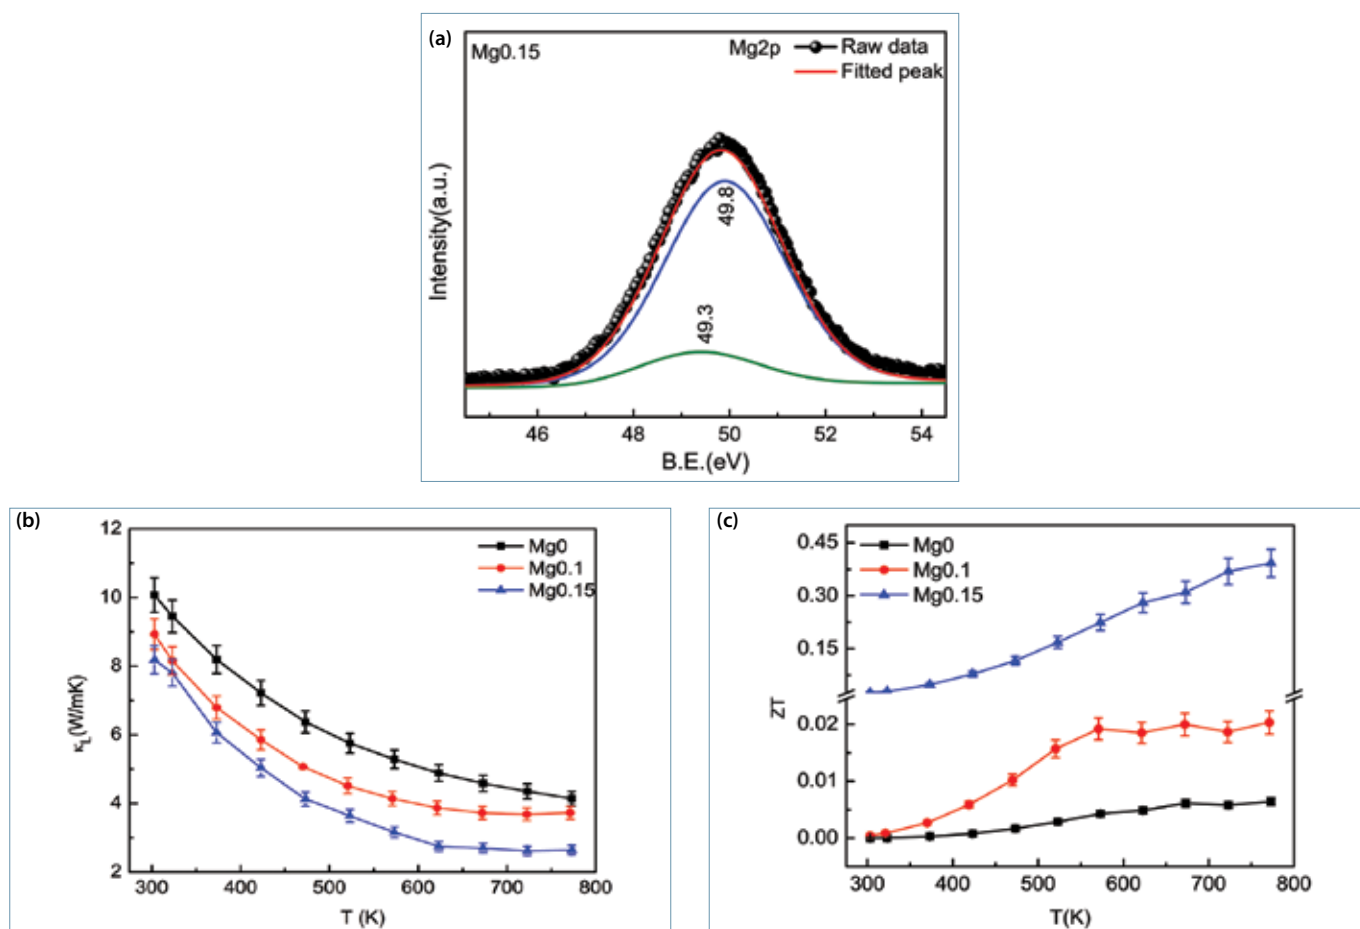 (a)
Mg0.15
Mg2p
Raw data
Fitted peak
Intensity(a.u.)
49.8
49.3
46 48 50 52 54
B.E.(eV)
(b)
12
10
8
6
4
2
κL(W/mK)
Mg0
Mg0.1
Mg0.15
300 400 500 600 700 800
T (K)
(c)
0.45
0.30
0.15
0.02
0.01
0.00
ZT
Mg0
Mg0.1
Mg0.15
300 400 500 600 700 800
T(K)